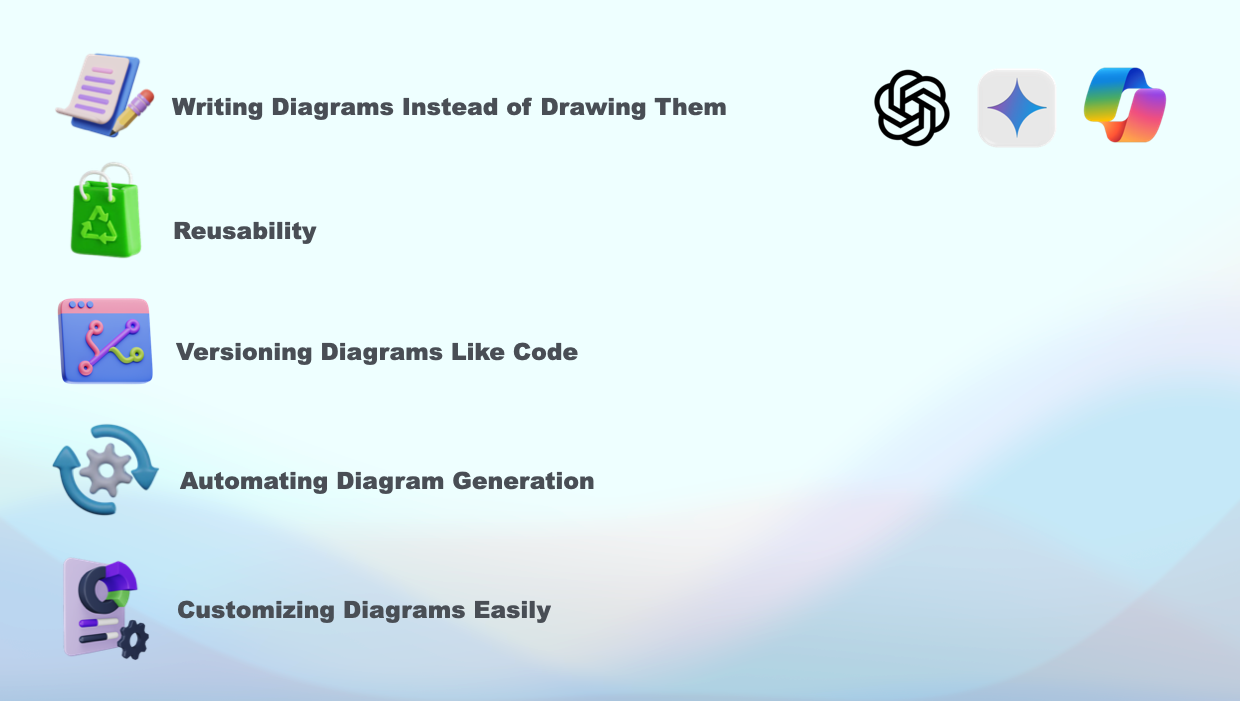 Writing Diagrams Instead of Drawing Them
Reusability
Versioning Diagrams Like Code
Automating Diagram Generation
Customizing Diagrams Easily